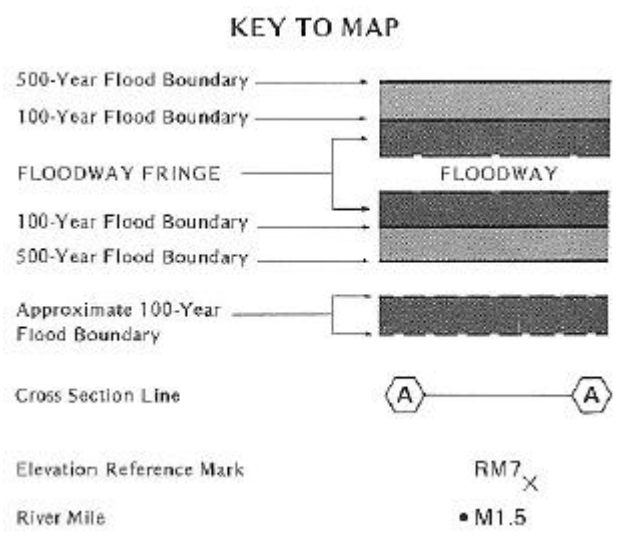 KEY TO MAP
500-Year Flood Boundary
100-Year Flood Boundary
FLOODWAY FRINGE
FLOODWAY
100-Year Flood Boundary
500-Year Flood Boundary
Approximate 100-Year
Flood Boundary
Cross Section Line
A A
Elevation Reference Mark
RM7
River Mile
• M1.5